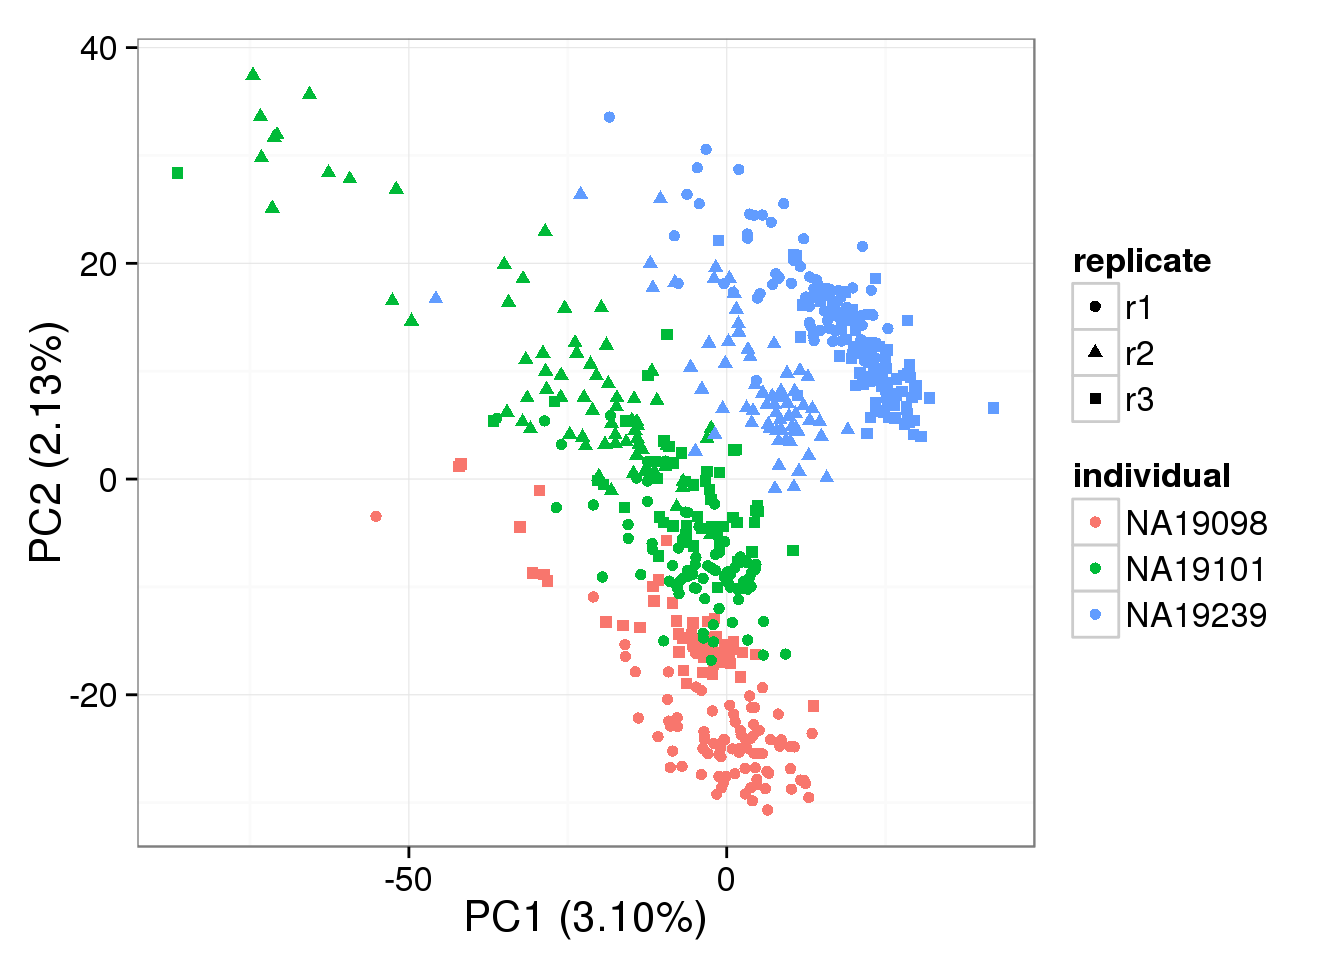 40
20
0
-20
-50
0
PC1 (3.10%)
PC2 (2.13%)
replicate
r1
r2
r3
individual
NA19098
NA19101
NA19239